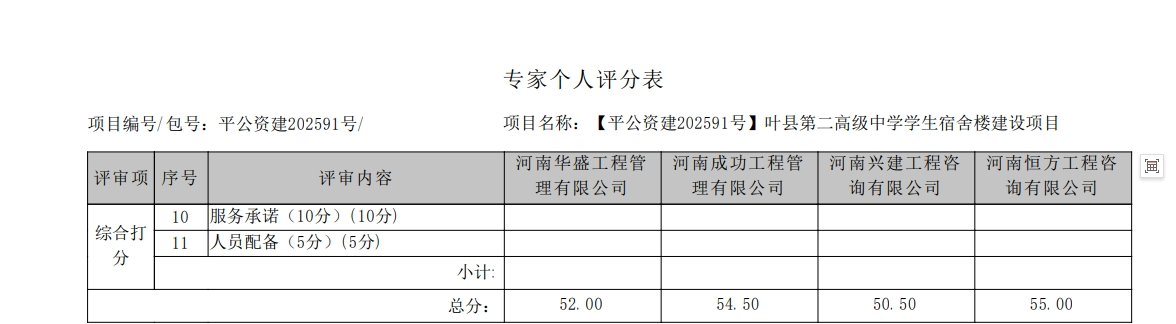 专家个人评分表
项目编号/包号：平公资建202591号/ 项目名称：【平公资建202591号】叶县第二高级中学学生宿舍楼建设项目
评审项 序号 评审内容 河南华盛工程管理有限公司 河南成功工程管理有限公司 河南兴建工程咨询有限公司 河南恒方工程咨询有限公司
综合打分
10 服务承诺（10分）(10分)
11 人员配备（5分）(5分)
小计:
总分： 52.00 54.50 50.50 55.00